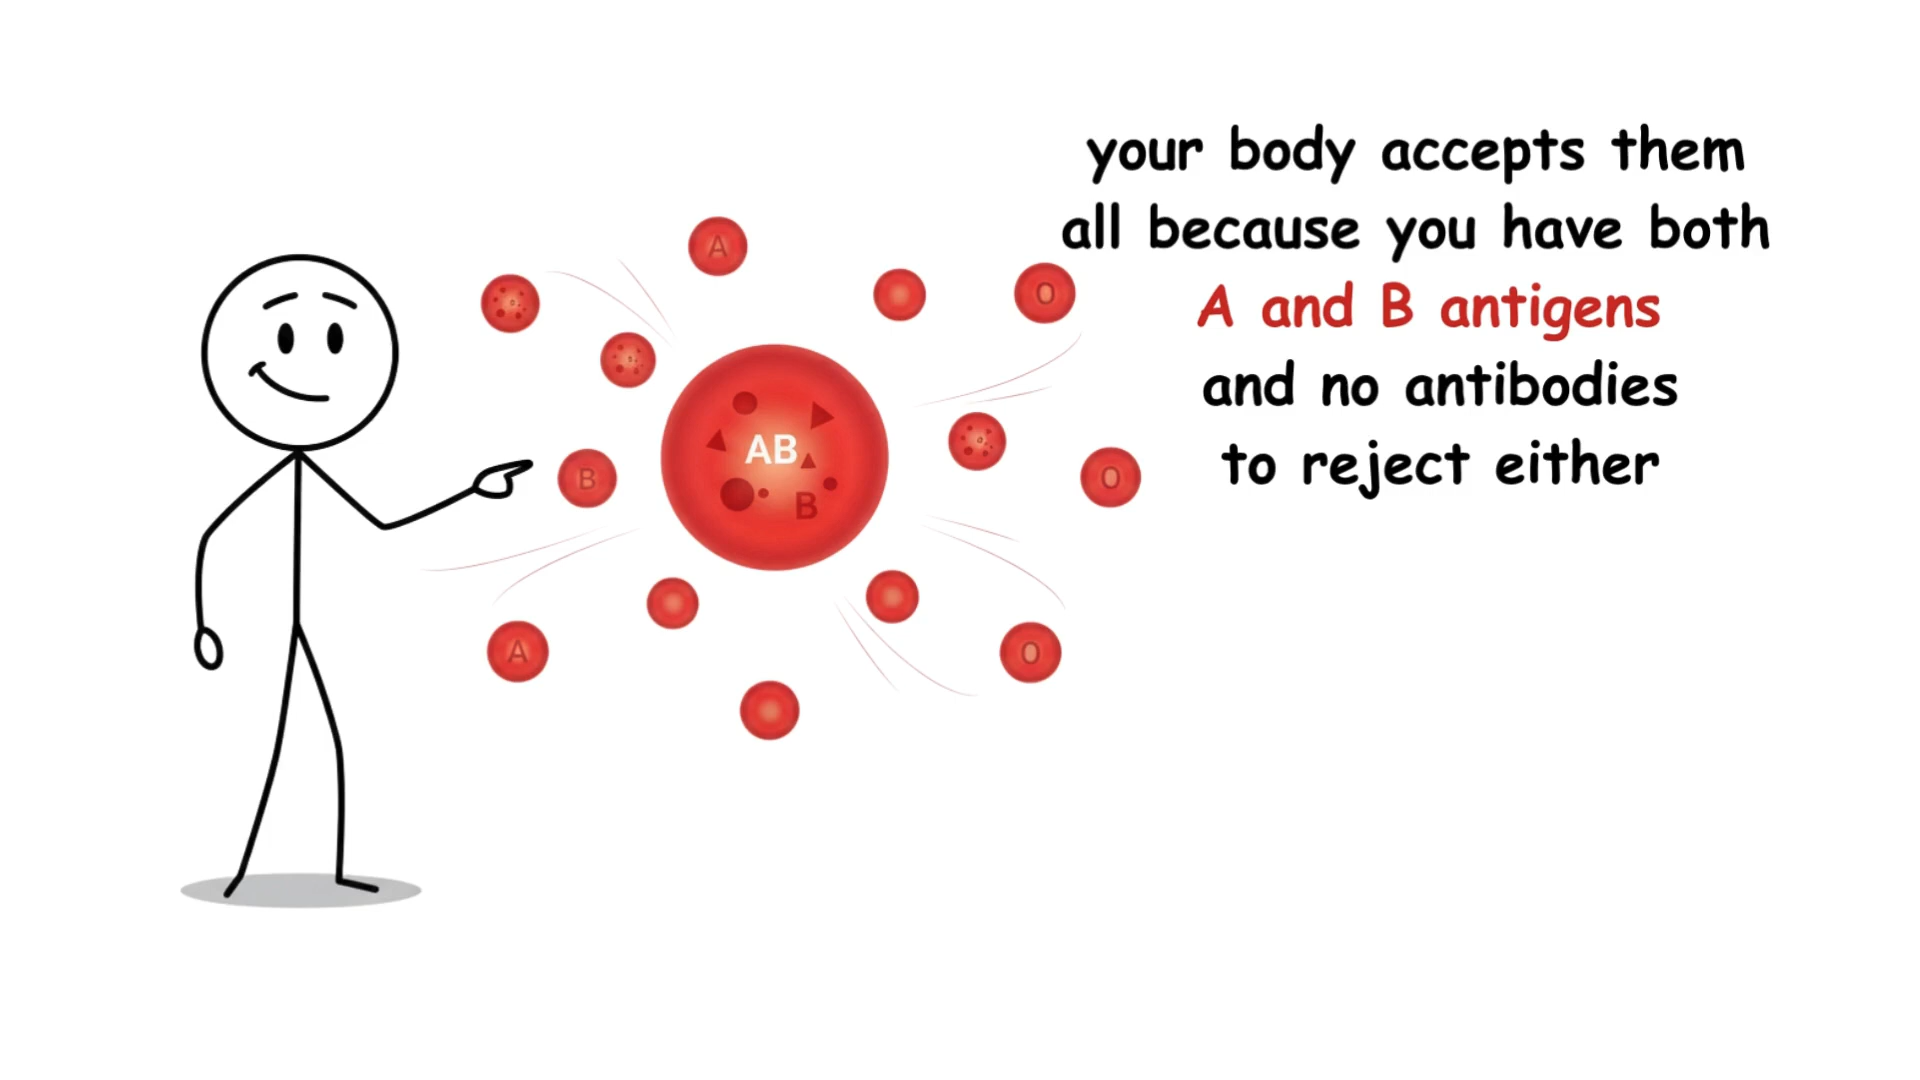 your body accepts them
all because you have both
A and B antigens
and no antibodies
to reject either
A
O
AB
B
B
O
A
O